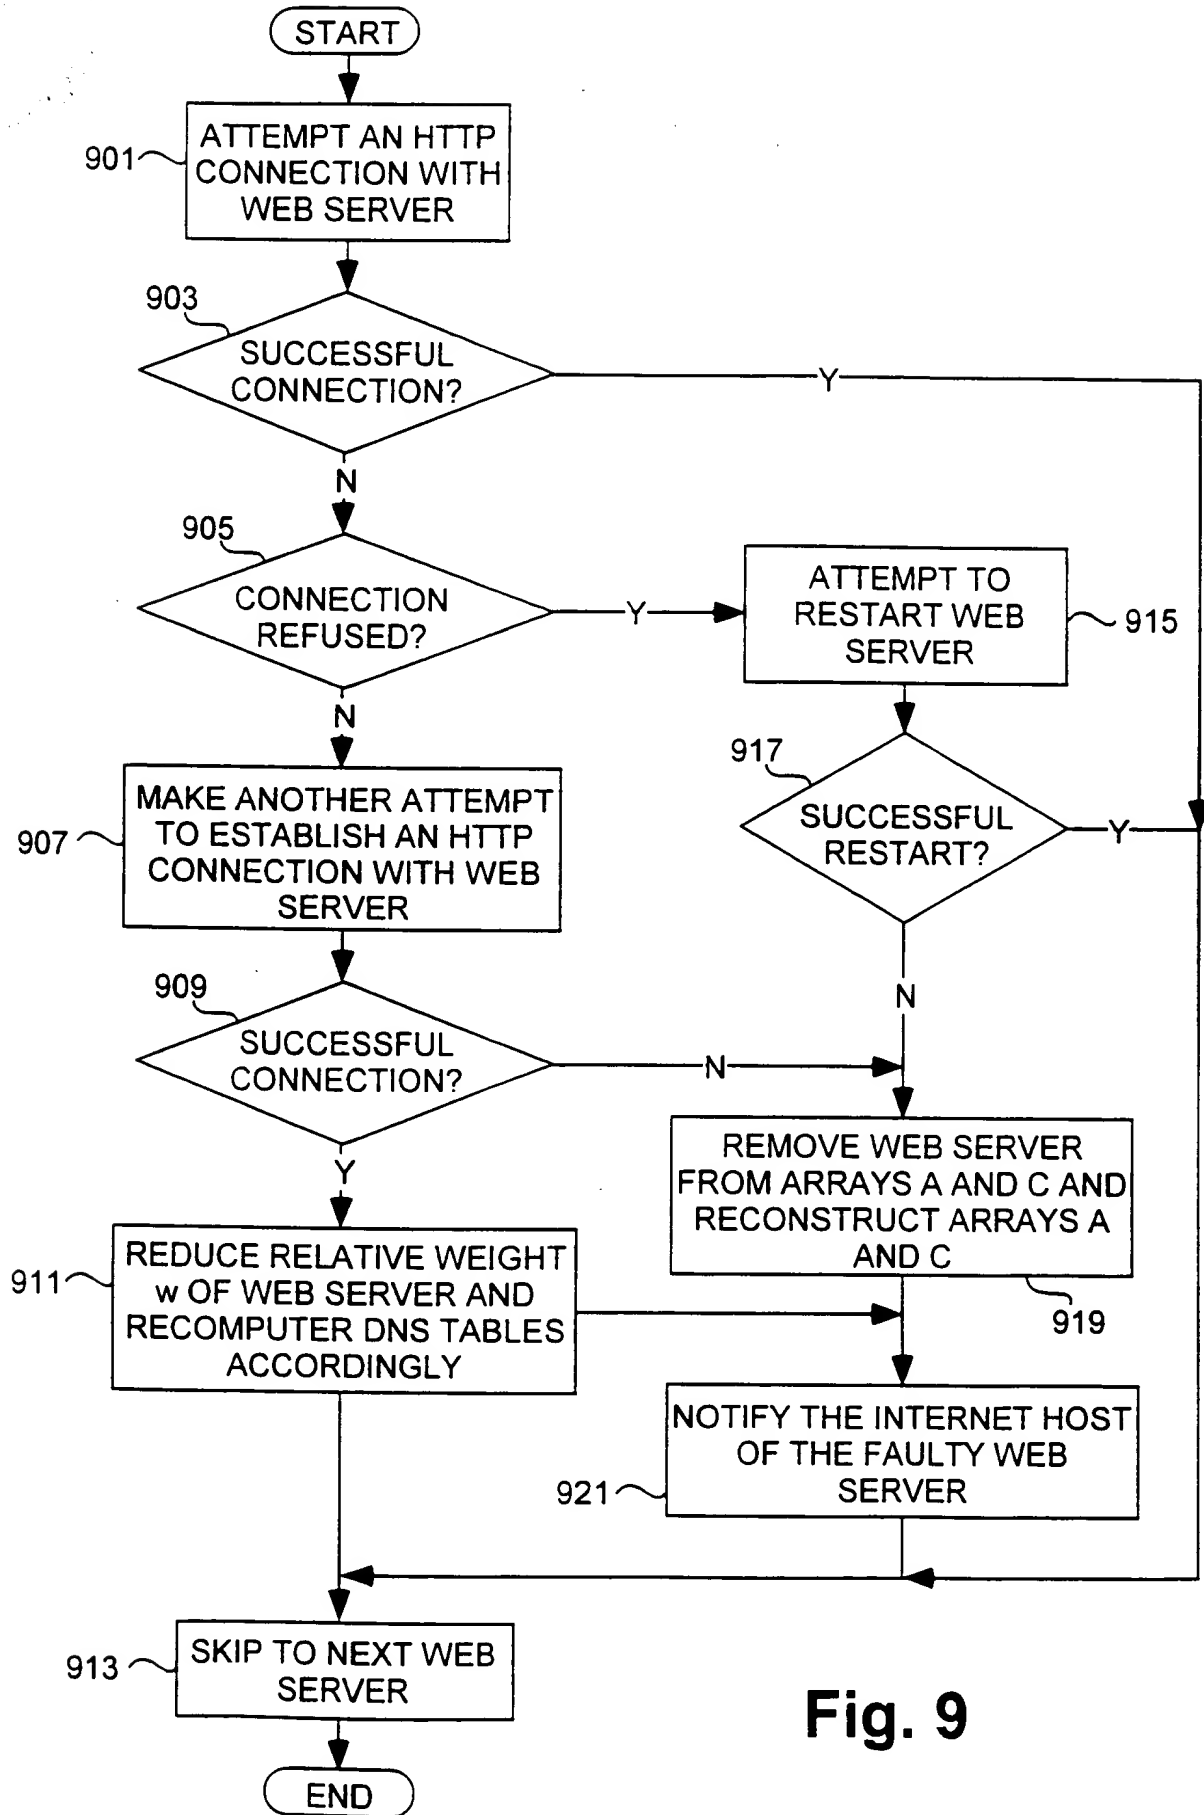 START
901
ATTEMPT AN HTTP
CONNECTION WITH
WEB SERVER
903
SUCCESSFUL
CONNECTION?
Y
N
905
CONNECTION
REFUSED?
Y
ATTEMPT TO
RESTART WEB
SERVER
915
N
917
SUCCESSFUL
RESTART?
Y
907
MAKE ANOTHER ATTEMPT
TO ESTABLISH AN HTTP
CONNECTION WITH WEB
SERVER
N
909
SUCCESSFUL
CONNECTION?
N
Y
REMOVE WEB SERVER
FROM ARRAYS A AND C AND
RECONSTRUCT ARRAYS A
AND C
919
911
REDUCE RELATIVE WEIGHT
w OF WEB SERVER AND
RECOMPUTER DNS TABLES
ACCORDINGLY
NOTIFY THE INTERNET HOST
OF THE FAULTY WEB
SERVER
921
913
SKIP TO NEXT WEB
SERVER
Fig. 9
END